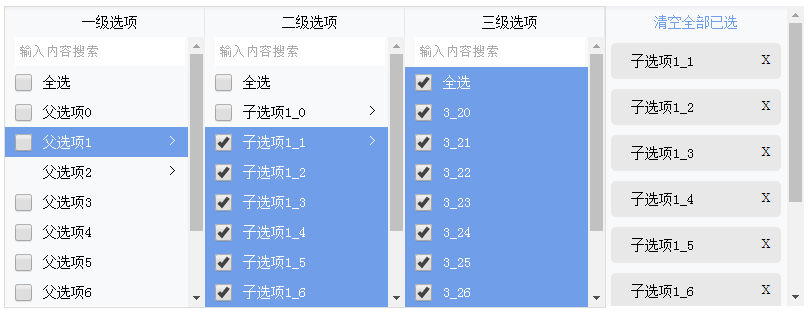 一级选项
输入内容搜索
全选
父选项0
父选项1
父选项2
父选项3
父选项4
父选项5
父选项6
二级选项
输入内容搜索
全选
子选项1_0
子选项1_1
子选项1_2
子选项1_3
子选项1_4
子选项1_5
子选项1_6
三级选项
输入内容搜索
全选
3_20
3_21
3_22
3_23
3_24
3_25
3_26
清空全部已选
子选项1_1 X
子选项1_2 X
子选项1_3 X
子选项1_4 X
子选项1_5 X
子选项1_6 X